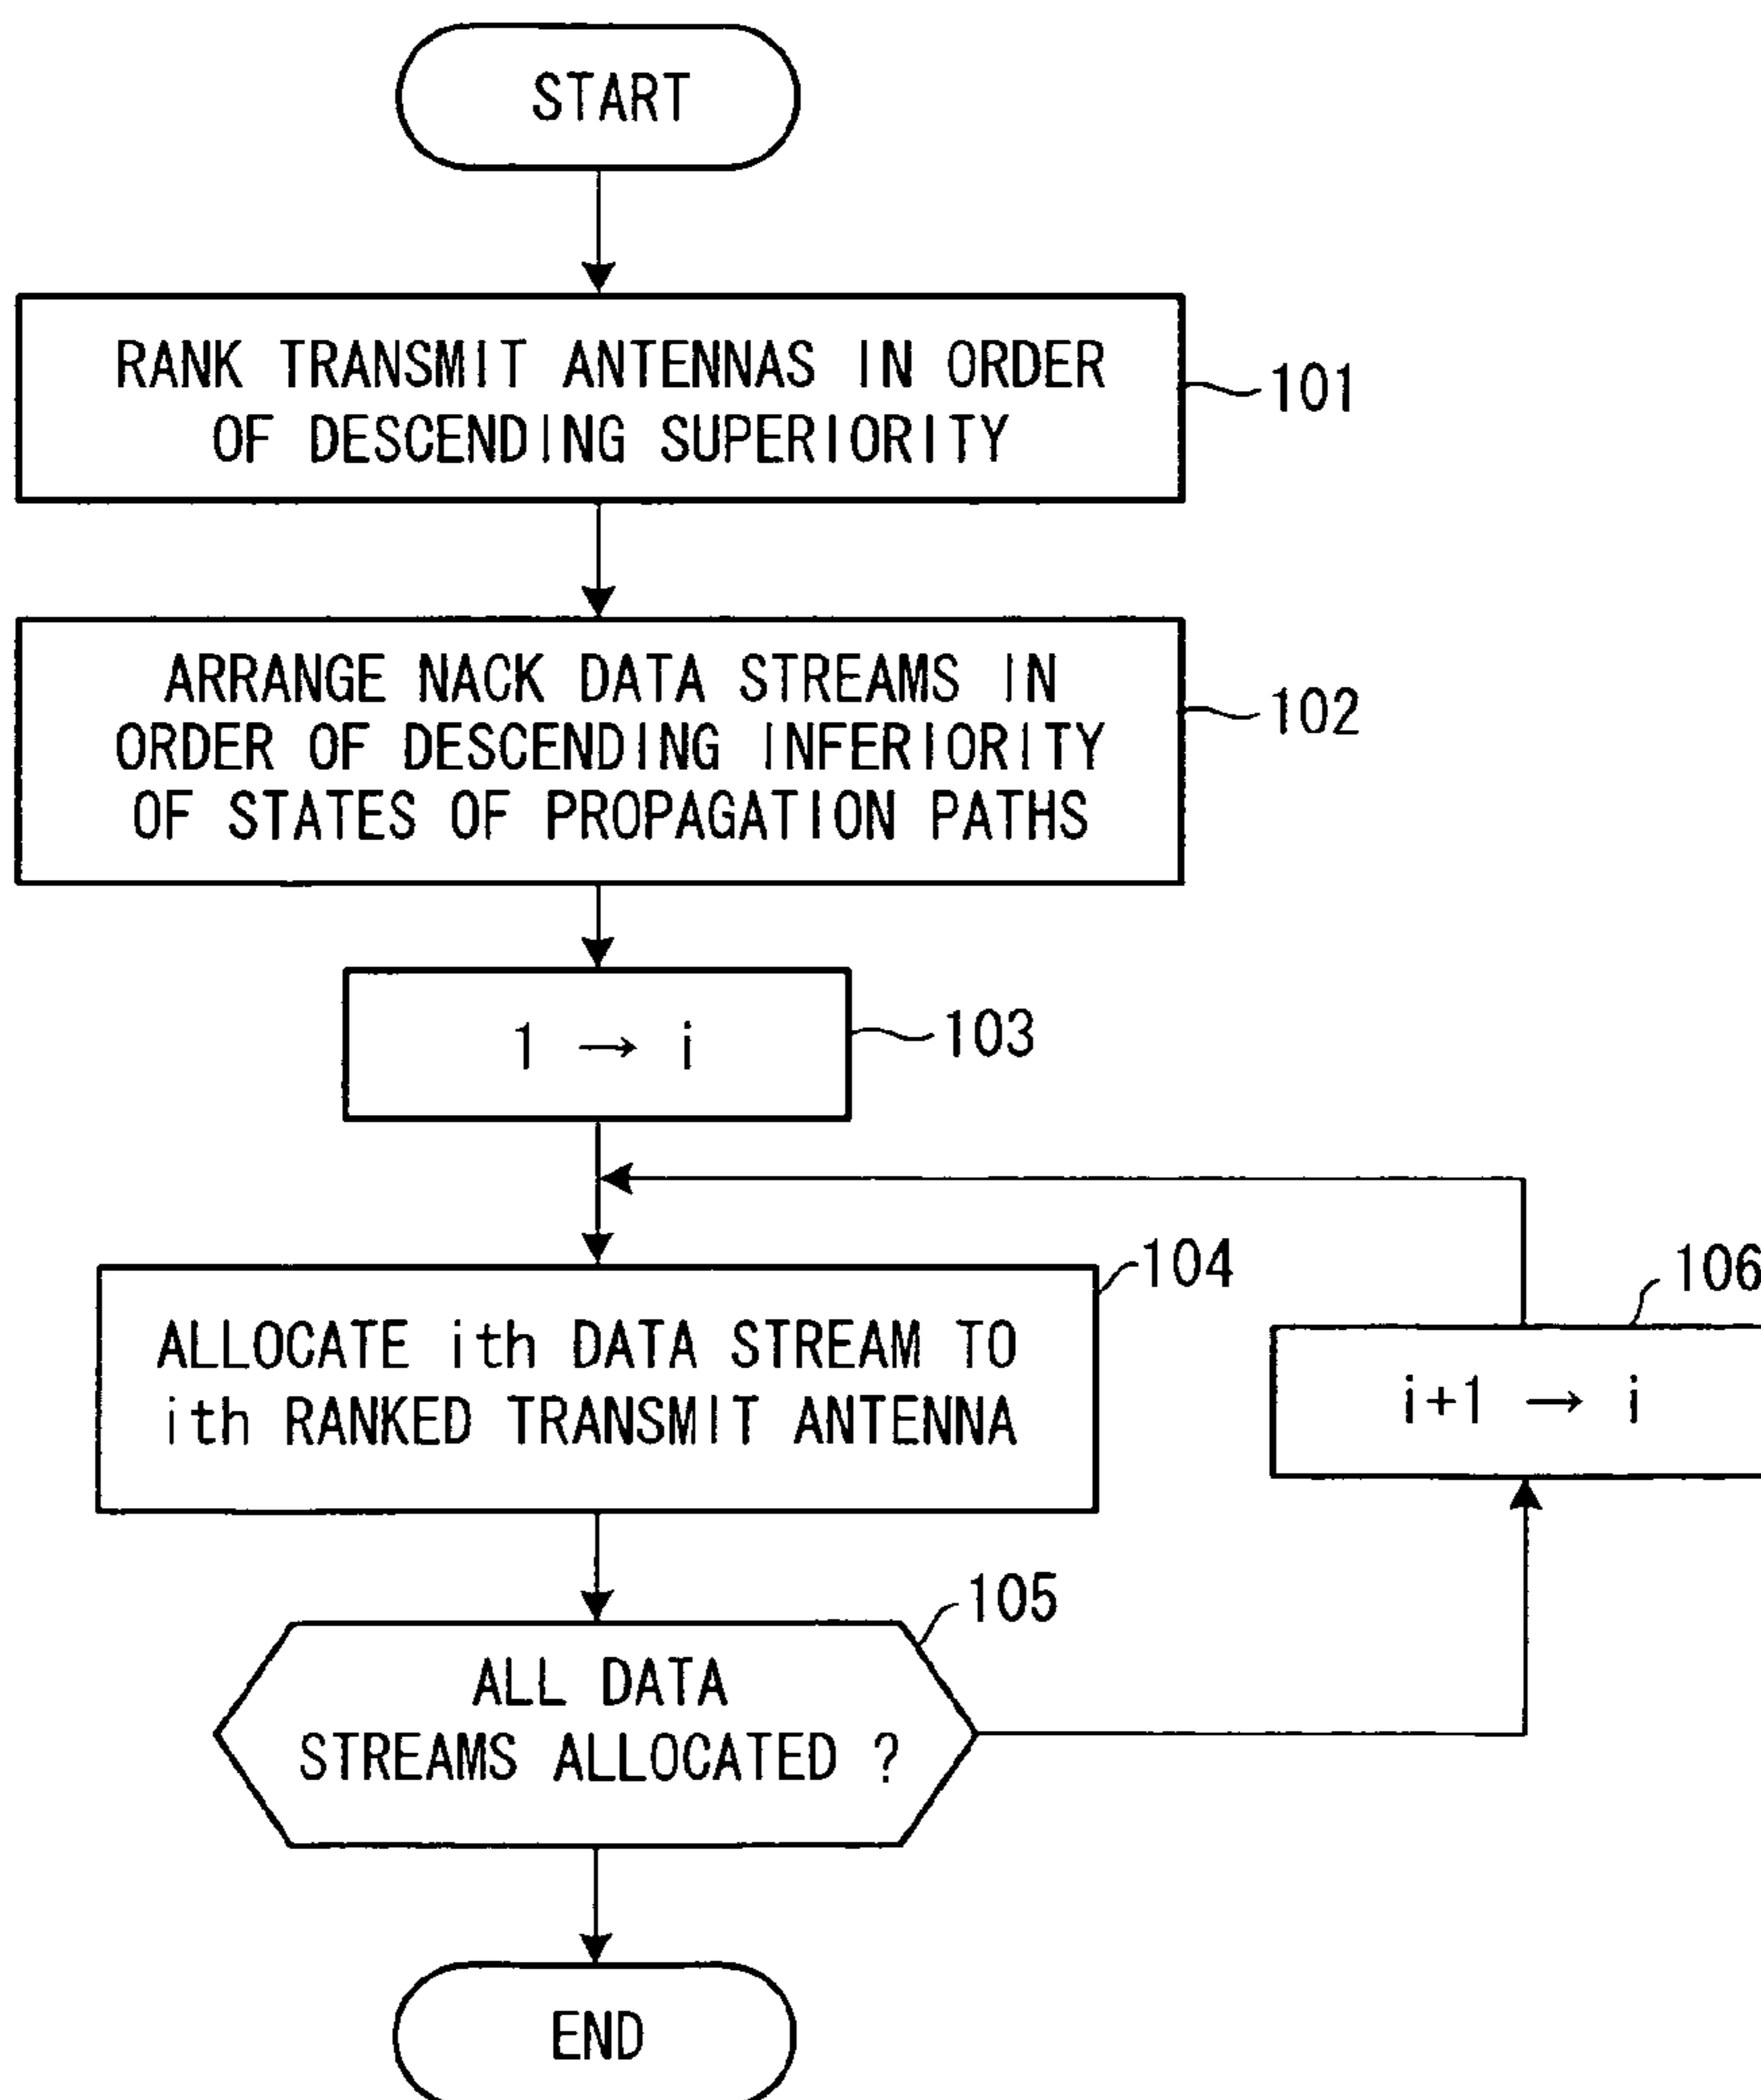 START
RANK TRANSMIT ANTENNAS IN ORDER
OF DESCENDING SUPERIORITY
101
ARRANGE NACK DATA STREAMS IN
ORDER OF DESCENDING INFERIORITY
OF STATES OF PROPAGATION PATHS
102
1 → i
103
ALLOCATE ith DATA STREAM TO
ith RANKED TRANSMIT ANTENNA
104
106
i+1 → i
ALL DATA
STREAMS ALLOCATED ?
105
END